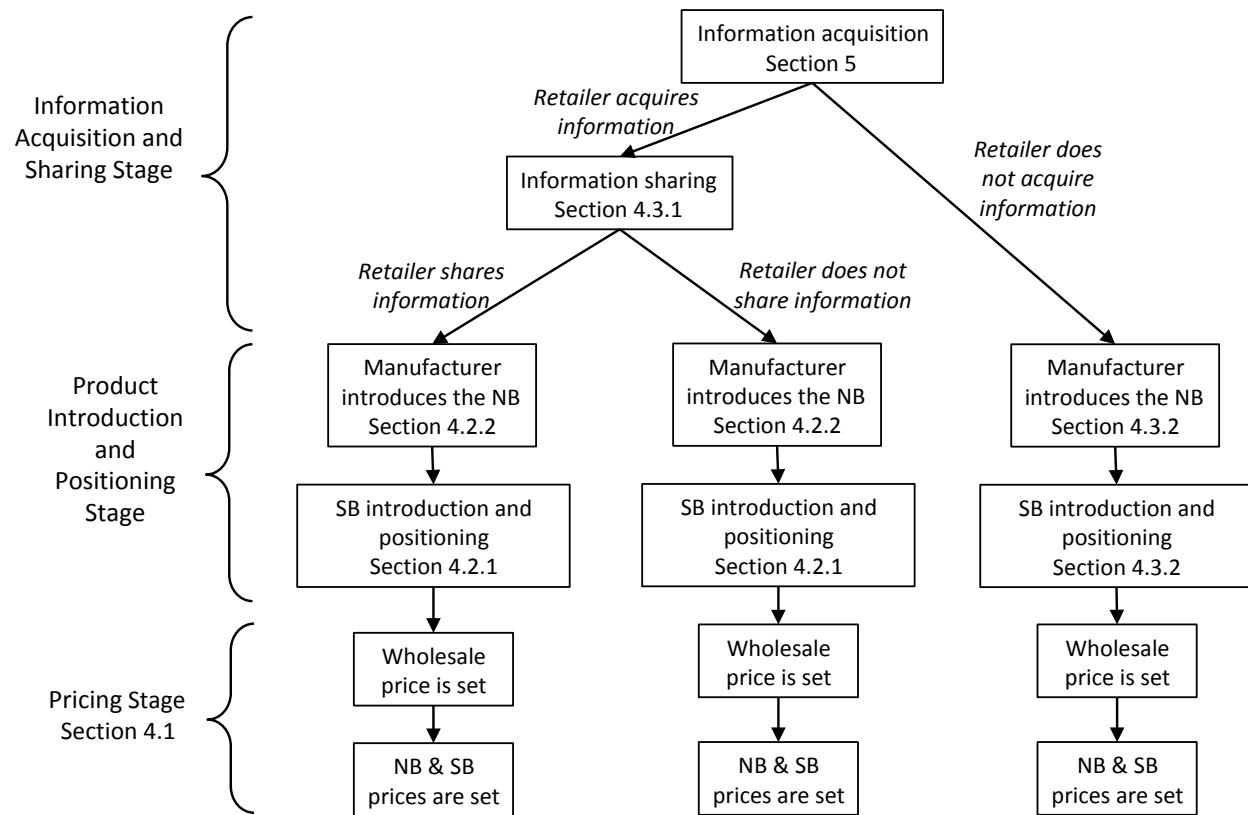 Information acquisition
Section 5
Information
Acquisition and
Sharing Stage
Retailer acquires
information
Retailer does
not acquire
information
Information sharing
Section 4.3.1
Retailer shares
information
Retailer does not
share information
Product
Introduction
and
Positioning
Stage
Manufacturer
introduces the NB
Section 4.2.2
Manufacturer
introduces the NB
Section 4.2.2
Manufacturer
introduces the NB
Section 4.3.2
SB introduction and
positioning
Section 4.2.1
SB introduction and
positioning
Section 4.2.1
SB introduction and
positioning
Section 4.3.2
Pricing Stage
Section 4.1
Wholesale
price is set
Wholesale
price is set
Wholesale
price is set
NB & SB
prices are set
NB & SB
prices are set
NB & SB
prices are set